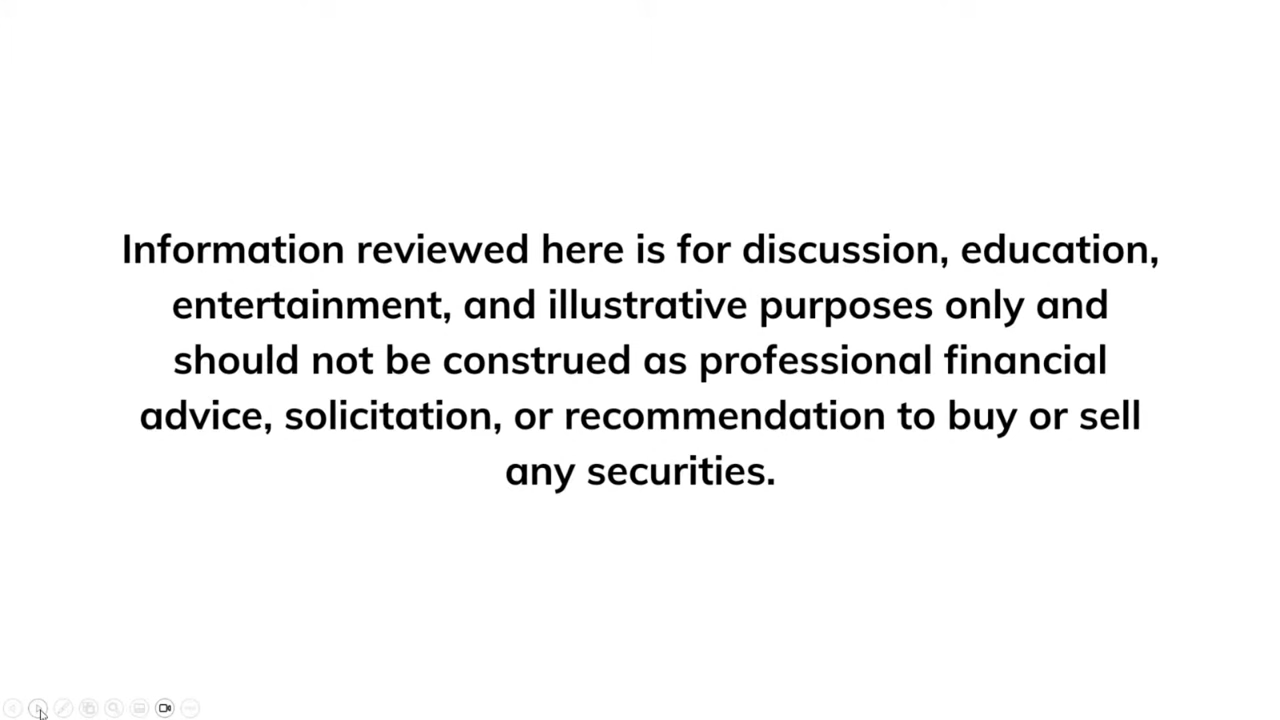 Information reviewed here is for discussion, education,
entertainment, and illustrative purposes only and
should not be construed as professional financial
advice, solicitation, or recommendation to buy or sell
any securities.